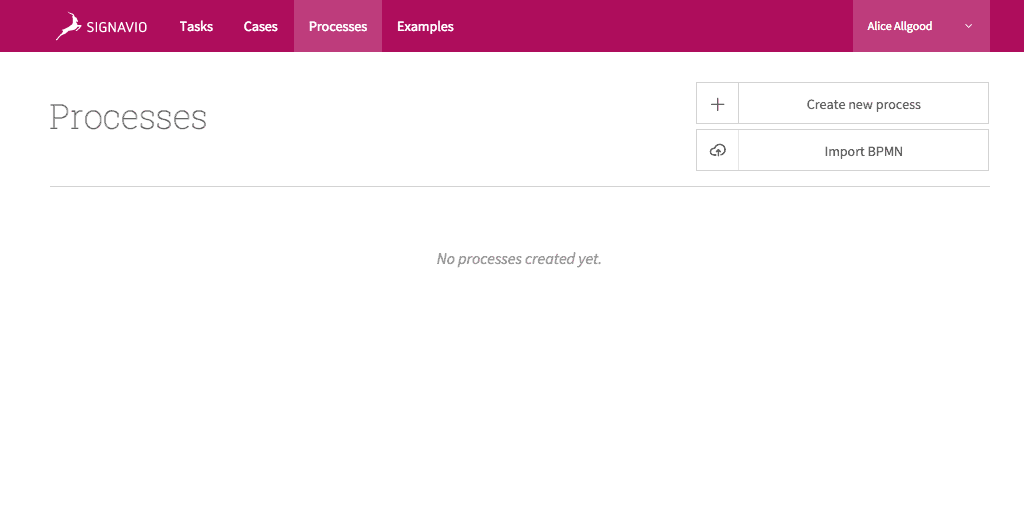 SIGNAVIO Tasks Cases Processes Examples Alice Allgood
Processes
Create new process
Import BPMN
No processes created yet.